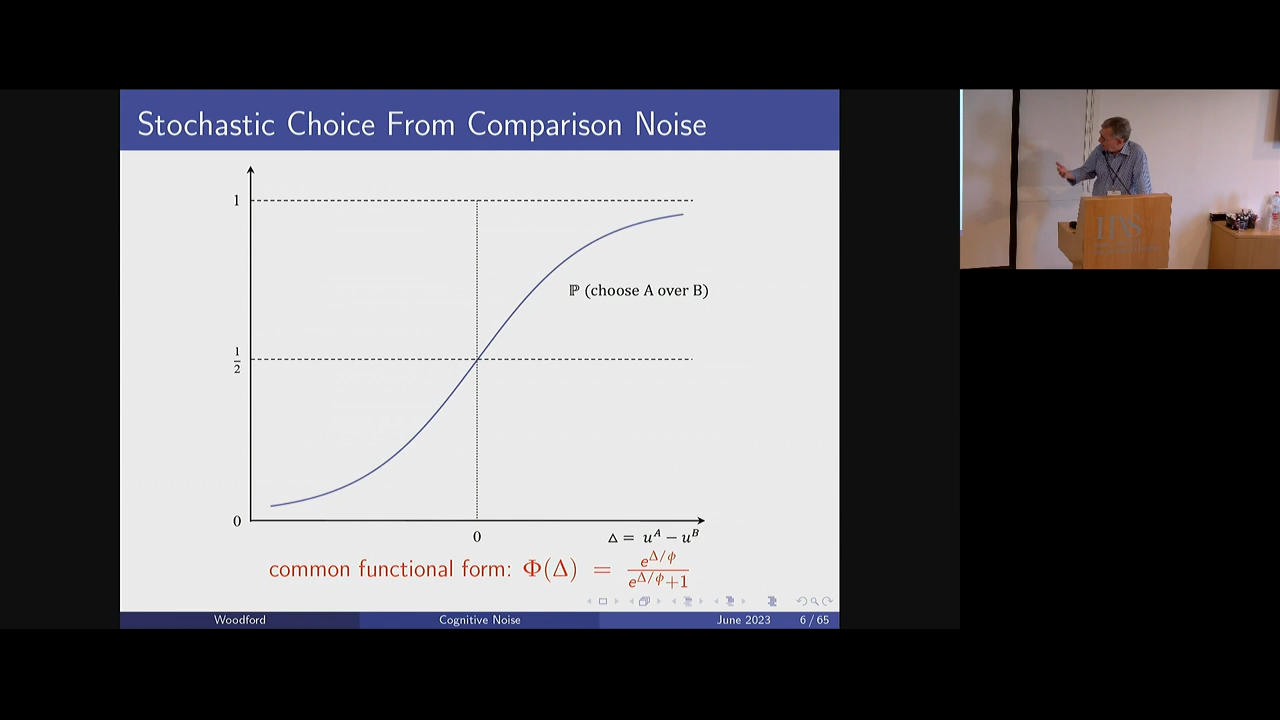 Stochastic Choice From Comparison Noise
1
ℙ (choose A over B)
1/2
0
0
Δ = u^A − u^B
common functional form: Φ(Δ) = e^{Δ/ϕ} / e^{Δ/ϕ}+1
Woodford
Cognitive Noise
June 2023
6 / 65